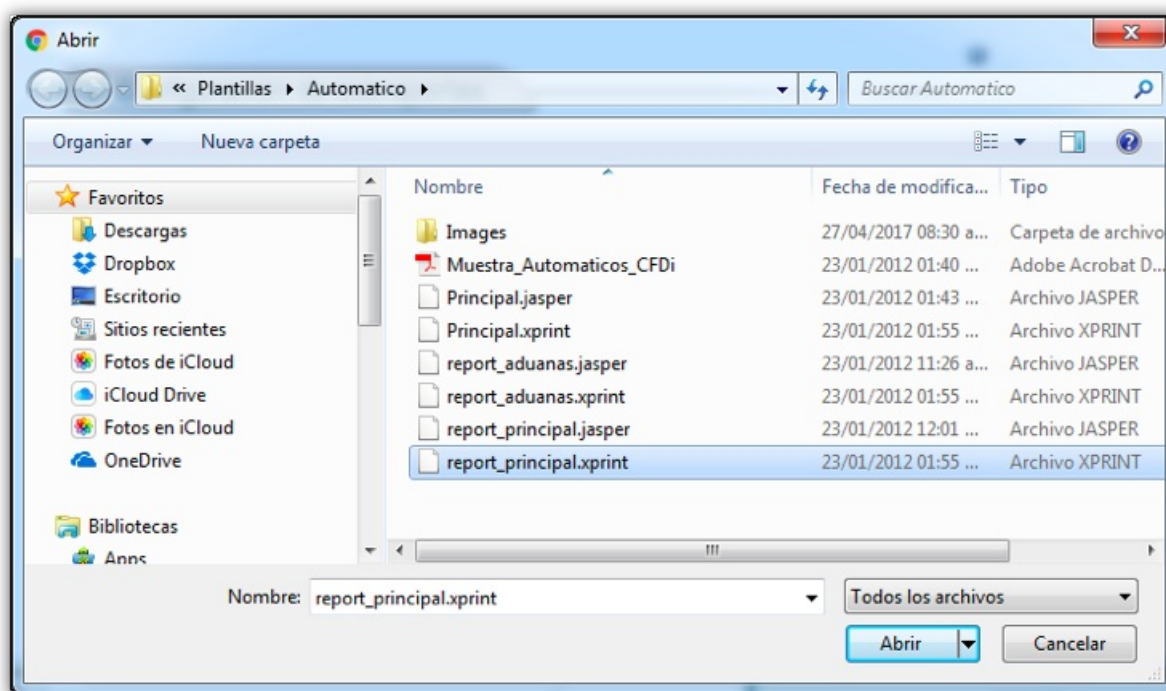 Abrir
« Plantillas Automatico
Buscar Automatico
Organizar
Nueva carpeta
Favoritos
Descargas
Dropbox
Escritorio
Sitios recientes
Fotos de iCloud
iCloud Drive
Fotos en iCloud
OneDrive
Bibliotecas
Apps
Nombre Fecha de modifica... Tipo
Images 27/04/2017 08:30 a... Carpeta de archivo
Muestra_Automaticos_CFDi 23/01/2012 01:40 ... Adobe Acrobat D...
Principal.jasper 23/01/2012 01:43 ... Archivo JASPER
Principal.xprint 23/01/2012 01:55 ... Archivo XPRINT
report_aduanas.jasper 23/01/2012 11:26 a... Archivo JASPER
report_aduanas.xprint 23/01/2012 01:55 ... Archivo XPRINT
report_principal.jasper 23/01/2012 12:01 ... Archivo JASPER
report_principal.xprint 23/01/2012 01:55 ... Archivo XPRINT
Nombre: report_principal.xprint
Todos los archivos
Abrir
Cancelar